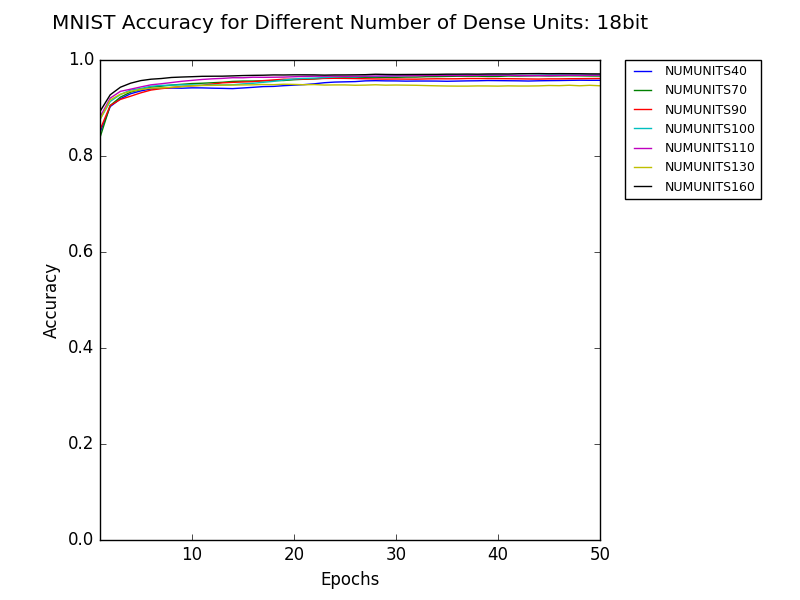 MNIST Accuracy for Different Number of Dense Units: 18bit
1.0
0.8
0.6
0.4
0.2
0.0
Accuracy
10 20 30 40 50
Epochs
NUMUNITS40
NUMUNITS70
NUMUNITS90
NUMUNITS100
NUMUNITS110
NUMUNITS130
NUMUNITS160